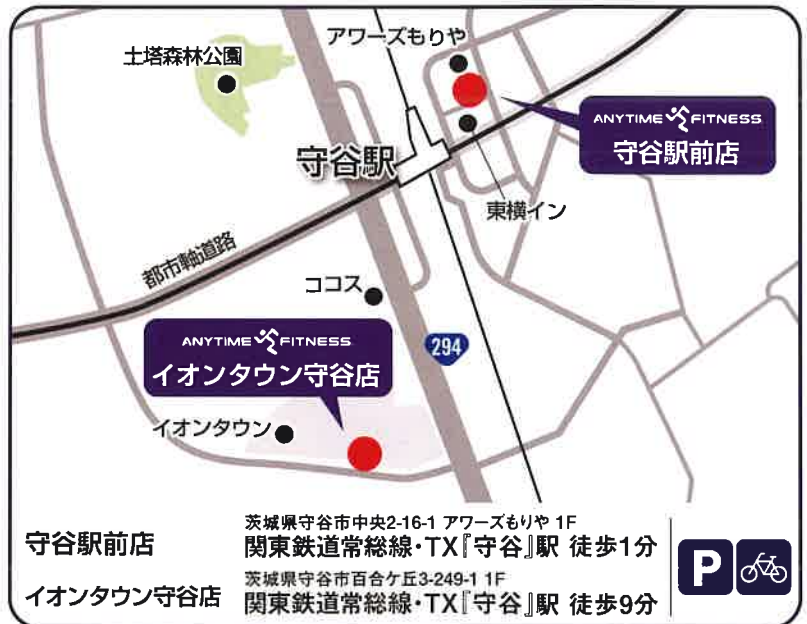 アワーズもりや
土塔森林公園
ANYTIME FITNESS
守谷駅前店
守谷駅
東横イン
都市軸道路
ココス
294
ANYTIME FITNESS
イオンタウン守谷店
イオンタウン
守谷駅前店
茨城県守谷市中央2-16-1 アワーズもりや 1F
関東鉄道常総線・TX『守谷』駅 徒歩1分
イオンタウン守谷店
茨城県守谷市百合ケ丘3-249-1 1F
関東鉄道常総線・TX『守谷』駅 徒歩9分
P